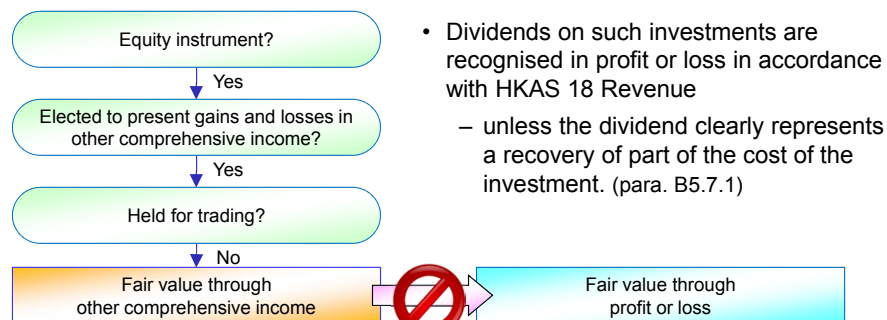 Equity instrument?
Yes
Elected to present gains and losses in
other comprehensive income?
Yes
Held for trading?
No
Fair value through
other comprehensive income
Fair value through
profit or loss
• Dividends on such investments are
recognised in profit or loss in accordance
with HKAS 18 Revenue
– unless the dividend clearly represents
a recovery of part of the cost of the
investment. (para. B5.7.1)